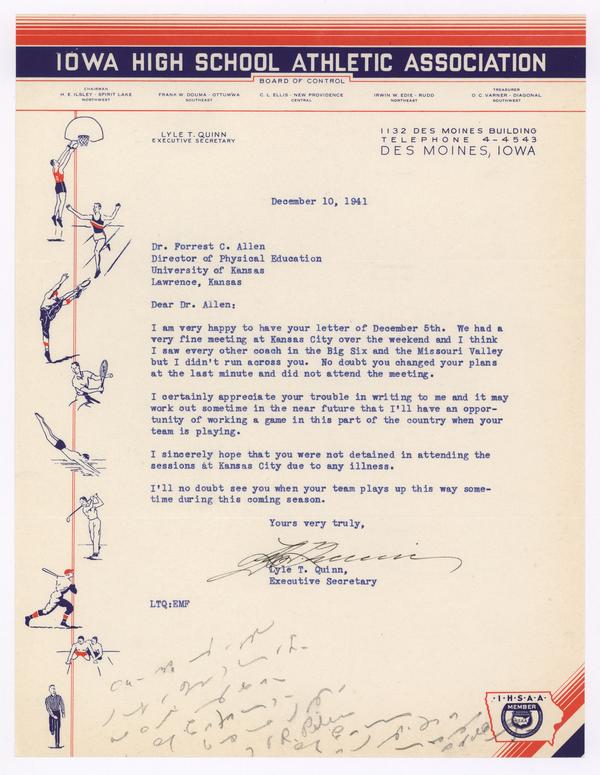 IOWA HIGH SCHOOL ATHLETIC ASSOCIATION
BOARD OF CONTROL
CHAIRMAN
H. E. ILSLEY - SPIRIT LAKE
NORTHWEST
FRANK W. DOUMA - OTTUMWA
SOUTHEAST
C. L. ELLIS - NEW PROVIDENCE
CENTRAL
IRWIN W. EDIE - RUDD
NORTHEAST
TREASURER
O. C. VARNER - DIAGONAL
SOUTHWEST
LYLE T. QUINN
EXECUTIVE SECRETARY
1132 DES MOINES BUILDING
TELEPHONE 4-4543
DES MOINES, IOWA
December 10, 1941
Dr. Forrest C. Allen
Director of Physical Education
University of Kansas
Lawrence, Kansas
Dear Dr. Allen:
I am very happy to have your letter of December 5th. We had a
very fine meeting at Kansas City over the weekend and I think
I saw every other coach in the Big Six and the Missouri Valley
but I didn't run across you. No doubt you changed your plans
at the last minute and did not attend the meeting.
I certainly appreciate your trouble in writing to me and it may
work out sometime in the near future that I'll have an oppor-
tunity of working a game in this part of the country when your
team is playing.
I sincerely hope that you were not detained in attending the
sessions at Kansas City due to any illness.
I'll no doubt see you when your team plays up this way some-
time during this coming season.
Yours very truly,
Lyle T. Quinn,
Executive Secretary
LTQ:EMF
I·H·S·A·A
MEMBER